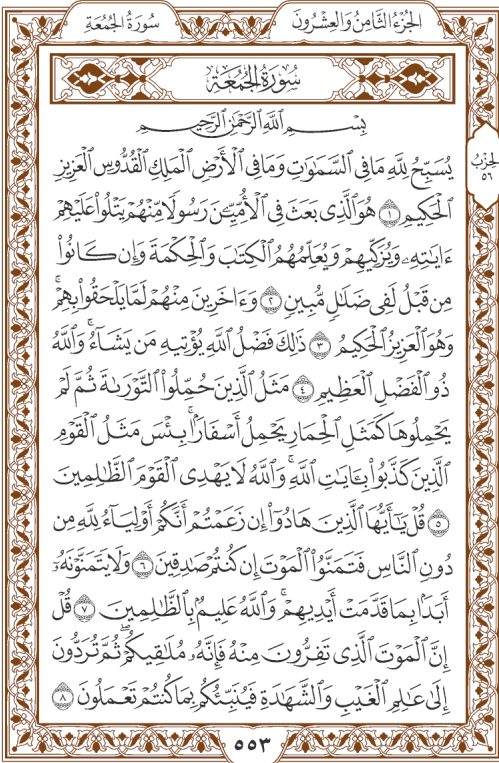 الجُزْءُ الثَّامِنُ وَالعِشْرُونَ
سُورَةُ الجُمُعَةِ
سُورَةُ الجُمُعَةِ
بِسْمِ ٱللَّهِ ٱلرَّحْمَٰنِ ٱلرَّحِيمِ
يُسَبِّحُ لِلَّهِ مَا فِي ٱلسَّمَٰوَٰتِ وَمَا فِي ٱلْأَرْضِ ٱلْمَلِكِ ٱلْقُدُّوسِ ٱلْعَزِيزِ
ٱلْحَكِيمِ ١ هُوَ ٱلَّذِي بَعَثَ فِي ٱلْأُمِّيِّـۧنَ رَسُولًا مِّنْهُمْ يَتْلُوا۟ عَلَيْهِمْ
ءَايَٰتِهِۦ وَيُزَكِّيهِمْ وَيُعَلِّمُهُمُ ٱلْكِتَٰبَ وَٱلْحِكْمَةَ وَإِن كَانُوا۟
مِن قَبْلُ لَفِي ضَلَٰلٍ مُّبِينٍ ٢ وَءَاخَرِينَ مِنْهُمْ لَمَّا يَلْحَقُوا۟ بِهِمْ ۚ
وَهُوَ ٱلْعَزِيزُ ٱلْحَكِيمُ ٣ ذَٰلِكَ فَضْلُ ٱللَّهِ يُؤْتِيهِ مَن يَشَآءُ ۚ وَٱللَّهُ
ذُو ٱلْفَضْلِ ٱلْعَظِيمِ ٤ مَثَلُ ٱلَّذِينَ حُمِّلُوا۟ ٱلتَّوْرَىٰةَ ثُمَّ لَمْ
يَحْمِلُوهَا كَمَثَلِ ٱلْحِمَارِ يَحْمِلُ أَسْفَارًۢا ۚ بِئْسَ مَثَلُ ٱلْقَوْمِ
ٱلَّذِينَ كَذَّبُوا۟ بِـَٔايَٰتِ ٱللَّهِ ۚ وَٱللَّهُ لَا يَهْدِي ٱلْقَوْمَ ٱلظَّٰلِمِينَ
٥ قُلْ يَٰٓأَيُّهَا ٱلَّذِينَ هَادُوٓا۟ إِن زَعَمْتُمْ أَنَّكُمْ أَوْلِيَآءُ لِلَّهِ مِن
دُونِ ٱلنَّاسِ فَتَمَنَّوُا۟ ٱلْمَوْتَ إِن كُنتُمْ صَٰدِقِينَ ٦ وَلَا يَتَمَنَّوْنَهُۥٓ
أَبَدًۢا بِمَا قَدَّمَتْ أَيْدِيهِمْ ۚ وَٱللَّهُ عَلِيمٌۢ بِٱلظَّٰلِمِينَ ٧ قُلْ
إِنَّ ٱلْمَوْتَ ٱلَّذِي تَفِرُّونَ مِنْهُ فَإِنَّهُۥ مُلَٰقِيكُمْ ۖ ثُمَّ تُرَدُّونَ
إِلَىٰ عَٰلِمِ ٱلْغَيْبِ وَٱلشَّهَٰدَةِ فَيُنَبِّئُكُم بِمَا كُنتُمْ تَعْمَلُونَ ٨
الحِزْبُ
٥٦
٥٥٣